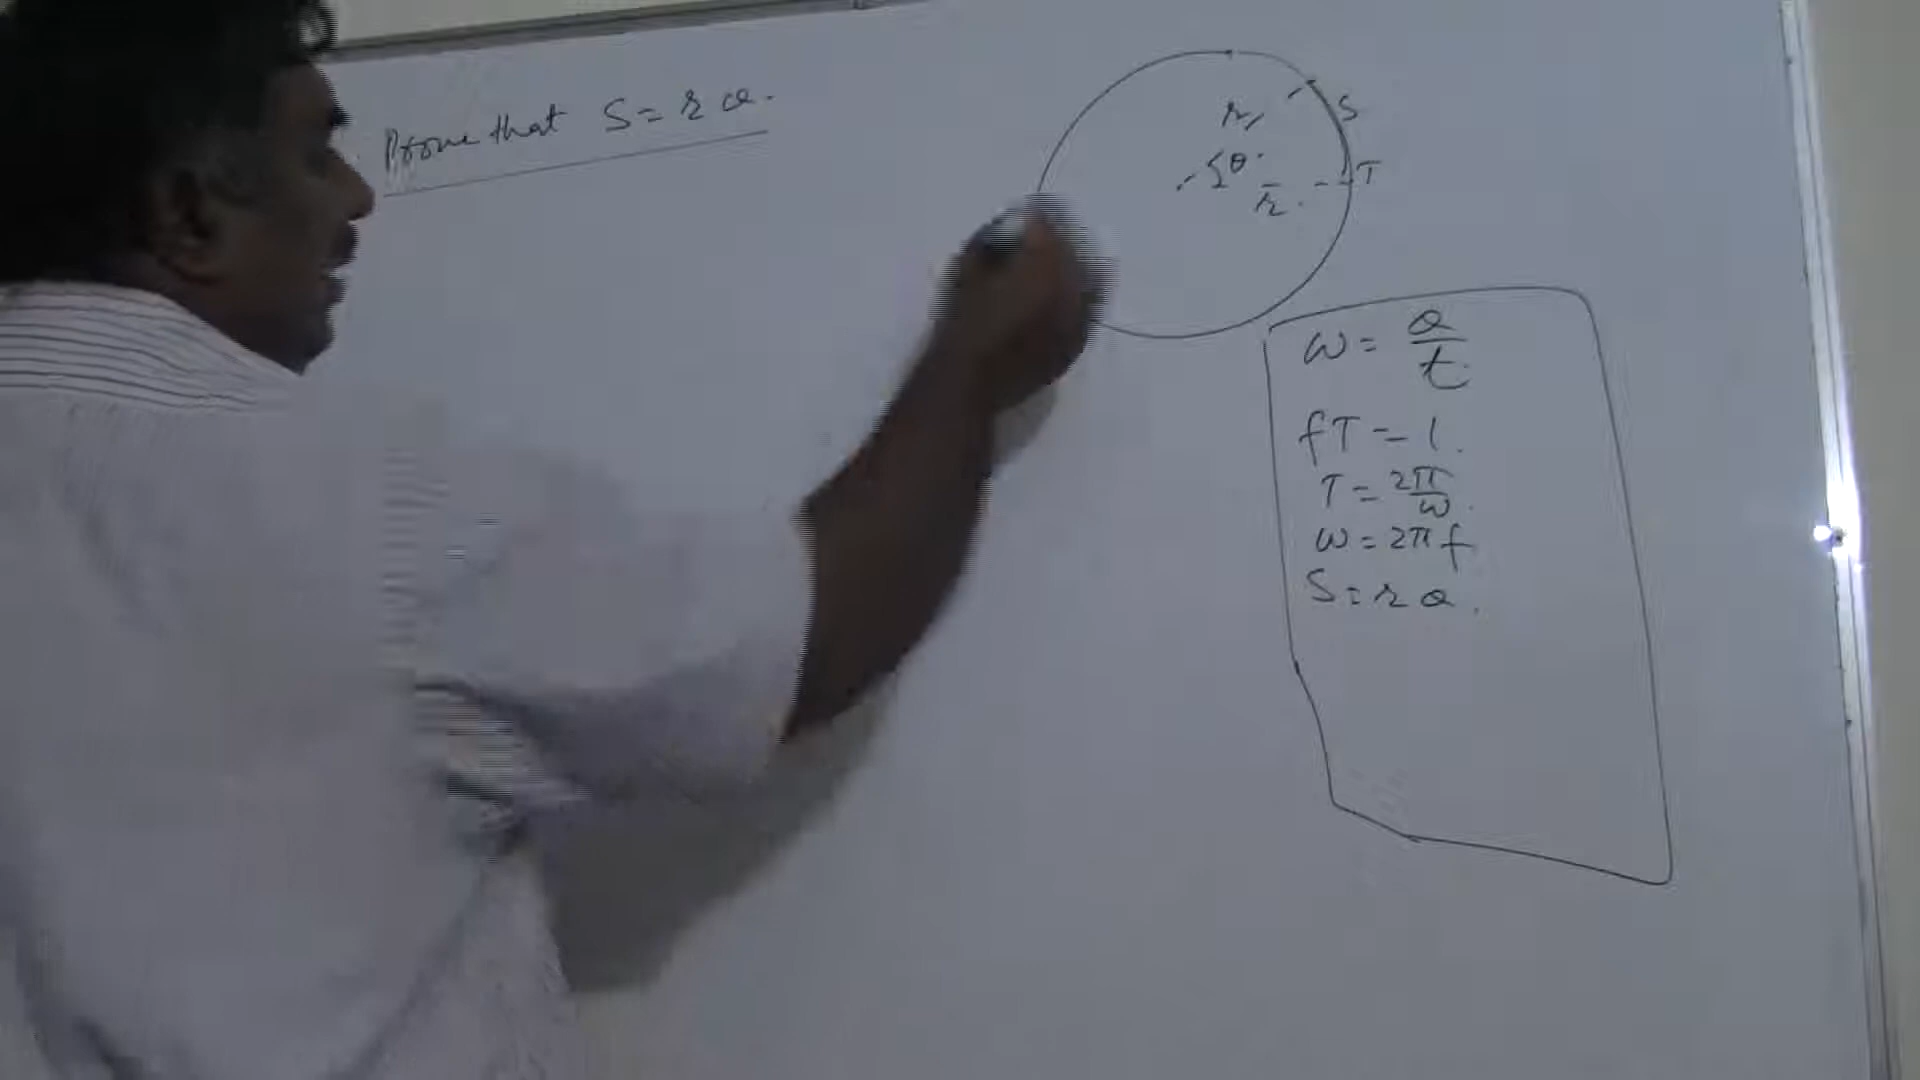 Prove that S = r θ.
r
S
θ
T
r
ω = θ/t
fT = 1.
T = 2π/ω.
ω = 2πf
S = r θ.